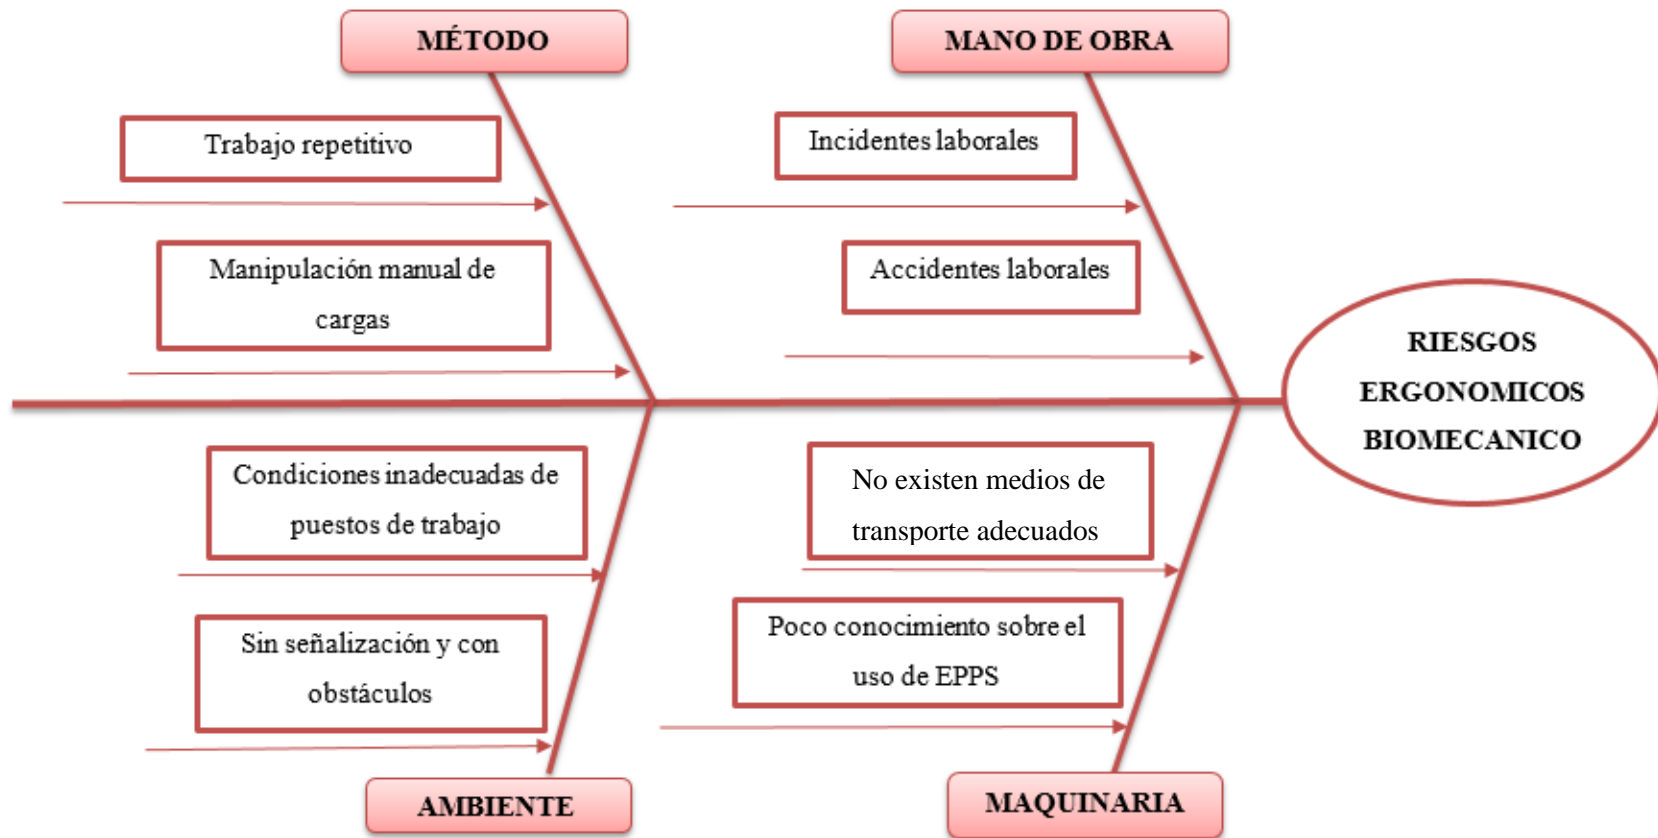 MÉTODO
MANO DE OBRA
Trabajo repetitivo
Incidentes laborales
Manipulación manual de
cargas
Accidentes laborales
RIESGOS
ERGONOMICOS
BIOMECANICO
Condiciones inadecuadas de
puestos de trabajo
No existen medios de
transporte adecuados
Sin señalización y con
obstáculos
Poco conocimiento sobre el
uso de EPPS
AMBIENTE
MAQUINARIA